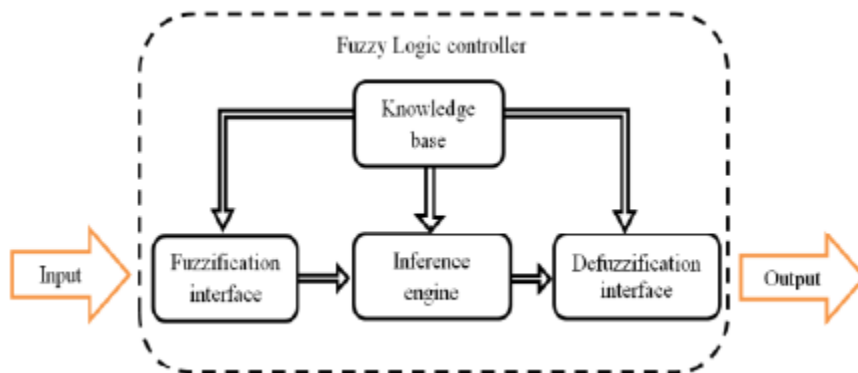 Fuzzy Logic controller
Knowledge
base
Input
Fuzzification
interface
Inference
engine
Defuzzification
interface
Output